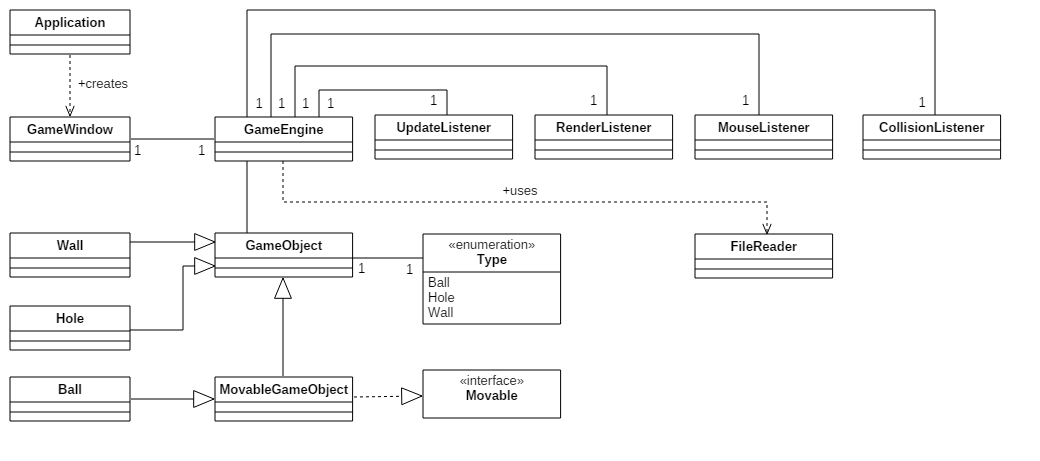 Application
+creates
1
1
1
1
1
1
1
1
GameWindow
GameEngine
UpdateListener
RenderListener
MouseListener
CollisionListener
1
1
+uses
Wall
GameObject
«enumeration»
Type
Ball
Hole
Wall
FileReader
1
1
Hole
Ball
MovableGameObject
«interface»
Movable